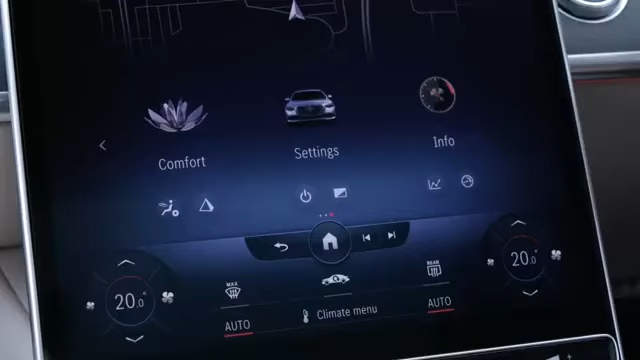 Comfort
Settings
Info
MAX
REAR
20.0
20.0
AUTO
Climate menu
AUTO